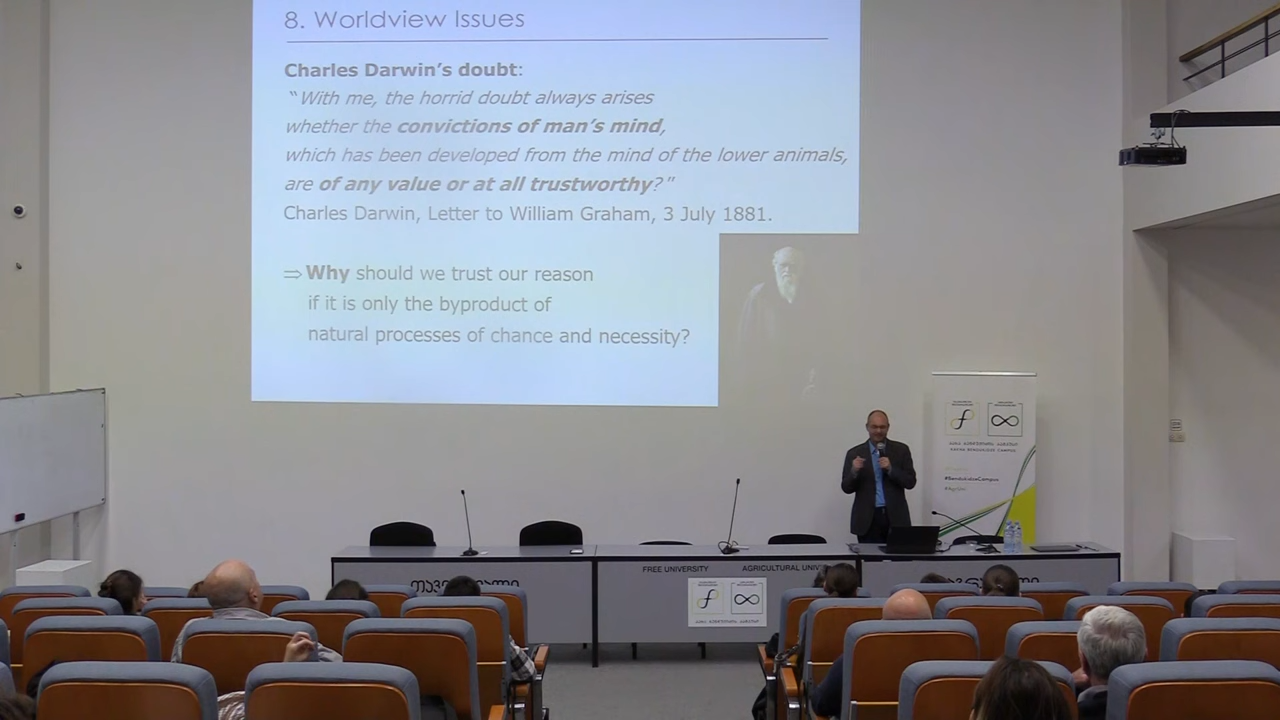 8. Worldview Issues
Charles Darwin's doubt:
"With me, the horrid doubt always arises
whether the convictions of man's mind,
which has been developed from the mind of the lower animals,
are of any value or at all trustworthy?"
Charles Darwin, Letter to William Graham, 3 July 1881.
⇒ Why should we trust our reason
if it is only the byproduct of
natural processes of chance and necessity?
FREE UNIVERSITY